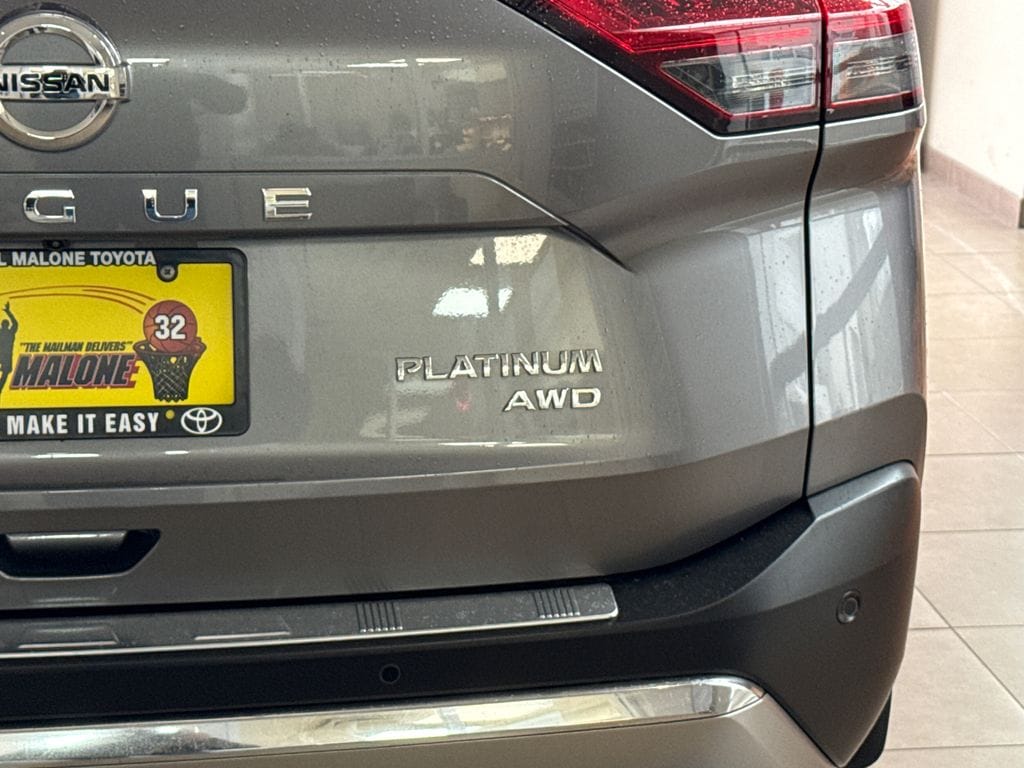 NISSAN
GUE
L MALONE TOYOTA
32
"THE MAILMAN DELIVERS"
MALONE
MAKE IT EASY
PLATINUM
AWD